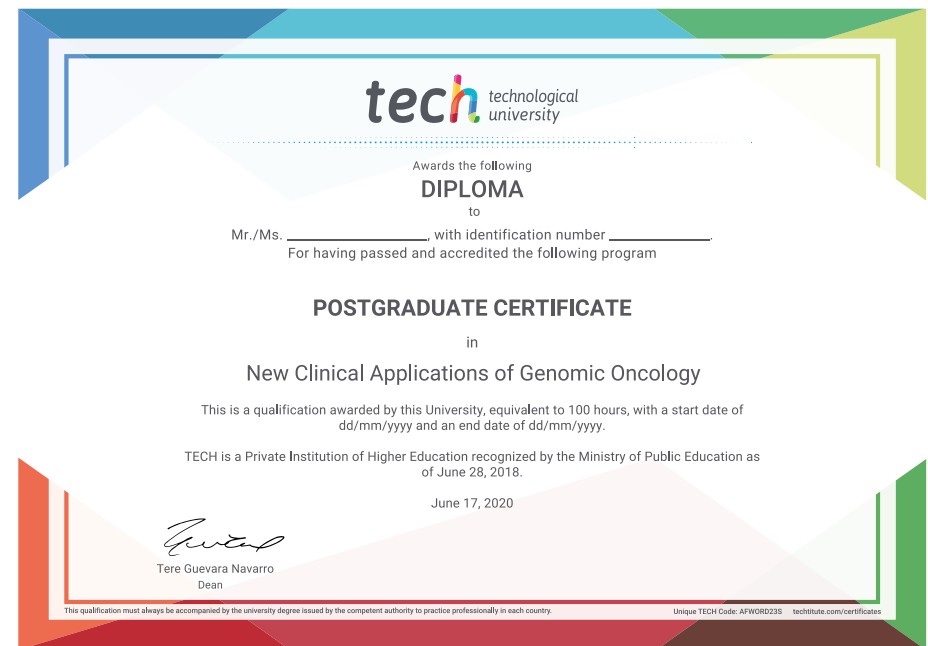 tech technological
university
Awards the following
DIPLOMA
to
Mr./Ms. ____________________, with identification number ______________.
For having passed and accredited the following program
POSTGRADUATE CERTIFICATE
in
New Clinical Applications of Genomic Oncology
This is a qualification awarded by this University, equivalent to 100 hours, with a start date of
dd/mm/yyyy and an end date of dd/mm/yyyy.
TECH is a Private Institution of Higher Education recognized by the Ministry of Public Education as
of June 28, 2018.
June 17, 2020
Tere Guevara Navarro
Dean
This qualification must always be accompanied by the university degree issued by the competent authority to practice professionally in each country. Unique TECH Code: AFWORD23S techtitute.com/certificates